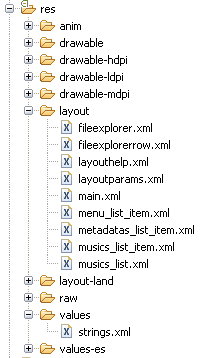 res
anim
drawable
drawable-hdpi
drawable-ldpi
drawable-mdpi
layout
fileexplorer.xml
fileexplorerrow.xml
layouthelp.xml
layoutparams.xml
main.xml
menu_list_item.xml
metadatas_list_item.xml
musics_list_item.xml
musics_list.xml
layout-land
raw
values
strings.xml
values-es